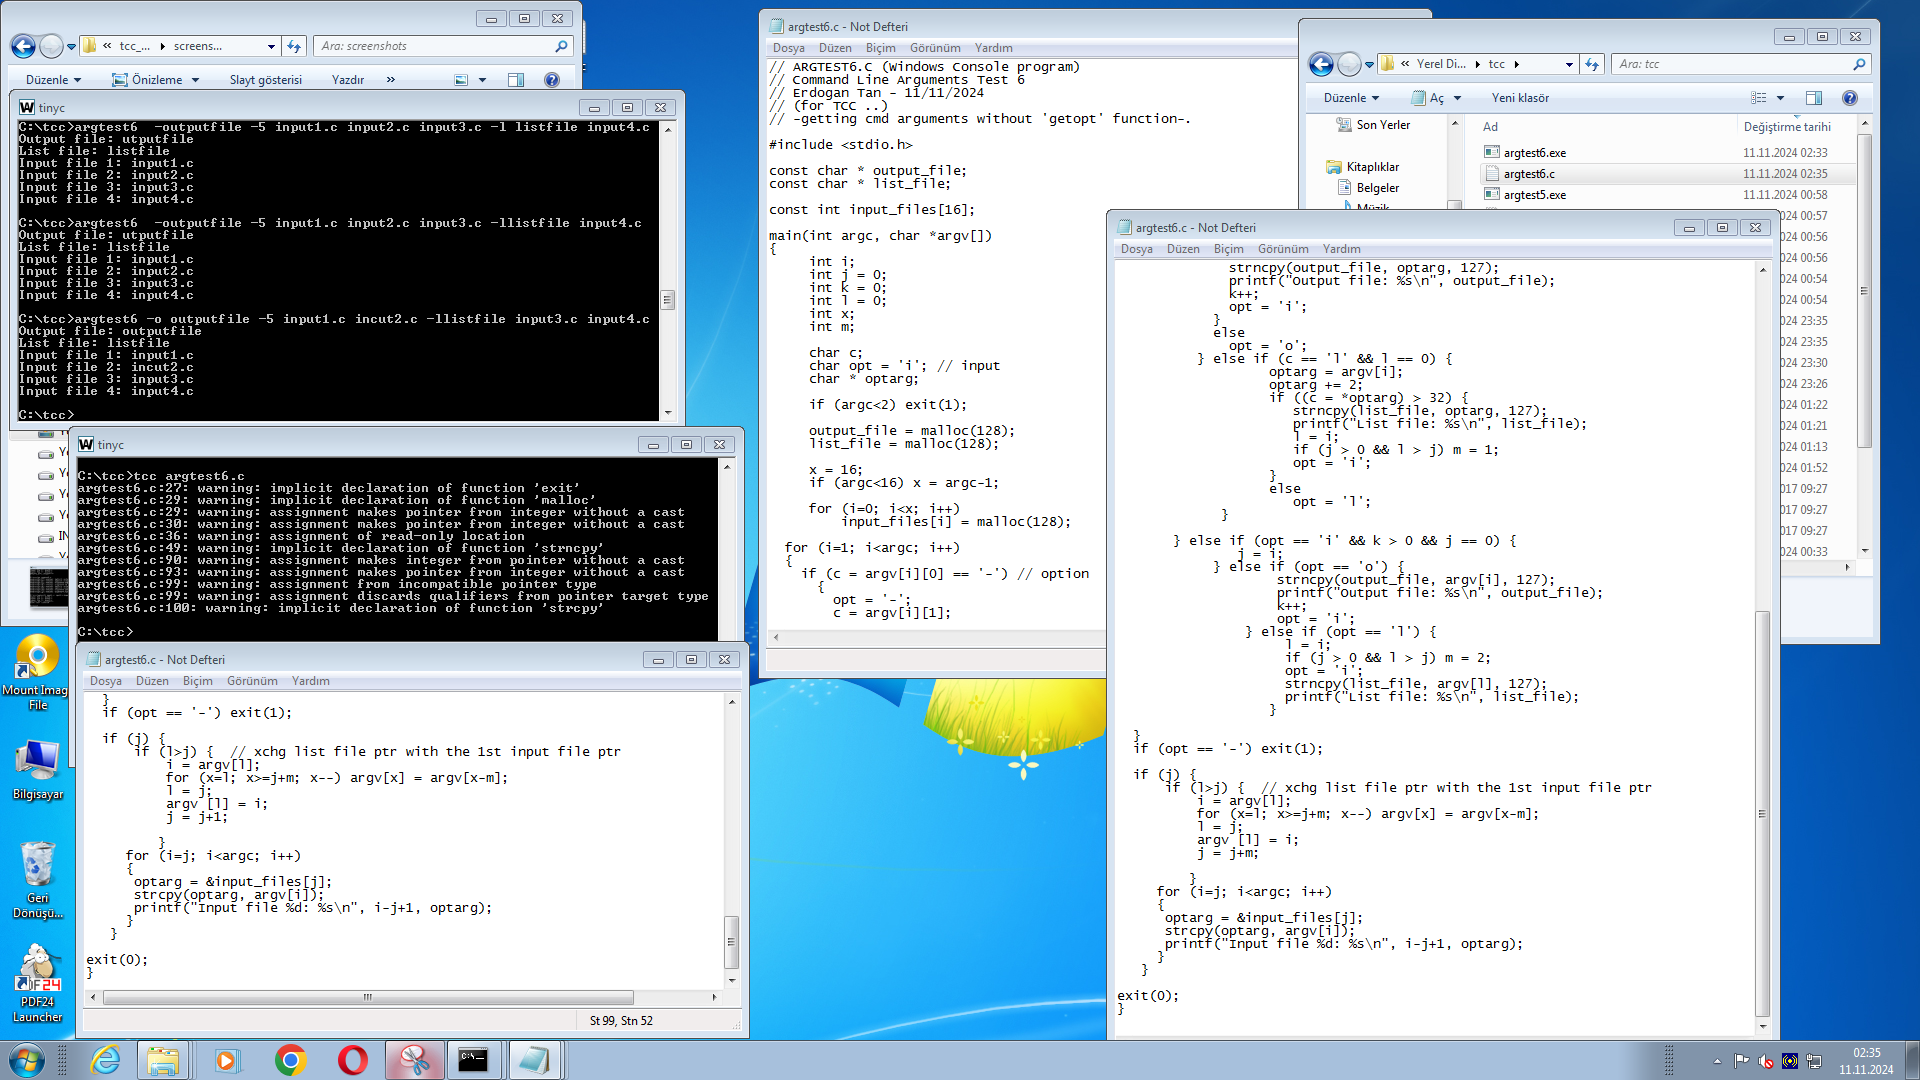 tcc_...
screens...
Ara: screenshots
Düzenle
Önizleme
Slayt gösterisi
Yazdır
»
tinyc
C:\tcc>argtest6  -outputfile -5 input1.c input2.c input3.c -l listfile input4.c
Output file: utputfile
List file: listfile
Input file 1: input1.c
Input file 2: input2.c
Input file 3: input3.c
Input file 4: input4.c
C:\tcc>argtest6  -outputfile -5 input1.c input2.c input3.c -llistfile input4.c
Output file: utputfile
List file: listfile
Input file 1: input1.c
Input file 2: input2.c
Input file 3: input3.c
Input file 4: input4.c
C:\tcc>argtest6 -o outputfile -5 input1.c incut2.c -llistfile input3.c input4.c
Output file: outputfile
List file: listfile
Input file 1: input1.c
Input file 2: incut2.c
Input file 3: input3.c
Input file 4: input4.c
C:\tcc>
tinyc
C:\tcc>tcc argtest6.c
argtest6.c:27: warning: implicit declaration of function 'exit'
argtest6.c:29: warning: implicit declaration of function 'malloc'
argtest6.c:29: warning: assignment makes pointer from integer without a cast
argtest6.c:30: warning: assignment makes pointer from integer without a cast
argtest6.c:36: warning: assignment of read-only location
argtest6.c:49: warning: implicit declaration of function 'strncpy'
argtest6.c:90: warning: assignment makes integer from pointer without a cast
argtest6.c:93: warning: assignment makes pointer from integer without a cast
argtest6.c:99: warning: assignment from incompatible pointer type
argtest6.c:99: warning: assignment discards qualifiers from pointer target type
argtest6.c:100: warning: implicit declaration of function 'strcpy'
C:\tcc>
argtest6.c - Not Defteri
Dosya Düzen Biçim Görünüm Yardım
}
if (opt == '-') exit(1);
if (j) {
if (l>j) {  // xchg list file ptr with the 1st input file ptr
i = argv[l];
for (x=l; x>=j+m; x--) argv[x] = argv[x-m];
l = j;
argv [l] = i;
j = j+1;
}
for (i=j; i<argc; i++)
{
optarg = &input_files[j];
strcpy(optarg, argv[i]);
printf("Input file %d: %s\n", i-j+1, optarg);
}
}
exit(0);
}
St 99, Stn 52
argtest6.c - Not Defteri
Dosya Düzen Biçim Görünüm Yardım
// ARGTEST6.C (Windows Console program)
// Command Line Arguments Test 6
// Erdogan Tan - 11/11/2024
// (for TCC ..)
// -getting cmd arguments without 'getopt' function-.
#include <stdio.h>
const char * output_file;
const char * list_file;
const int input_files[16];
main(int argc, char *argv[])
{
int i;
int j = 0;
int k = 0;
int l = 0;
int x;
int m;
char c;
char opt = 'i'; // input
char * optarg;
if (argc<2) exit(1);
output_file = malloc(128);
list_file = malloc(128);
x = 16;
if (argc<16) x = argc-1;
for (i=0; i<x; i++)
input_files[i] = malloc(128);
for (i=1; i<argc; i++)
{
if (c = argv[i][0] == '-') // option
{
opt = '-';
c = argv[i][1];
Yerel Di...
tcc
Ara: tcc
Düzenle
Aç
Yeni klasör
Son Yerler
Kitaplıklar
Belgeler
Müzik
Ad
Değiştirme tarihi
argtest6.exe 11.11.2024 02:33
argtest6.c 11.11.2024 02:35
argtest5.exe 11.11.2024 00:58
024 00:57
024 00:56
024 00:56
024 00:54
024 00:54
024 23:35
024 23:35
024 23:30
024 23:26
024 01:22
024 01:21
024 01:13
024 01:52
017 09:27
017 09:27
017 09:27
024 00:33
argtest6.c - Not Defteri
Dosya Düzen Biçim Görünüm Yardım
strncpy(output_file, optarg, 127);
printf("Output file: %s\n", output_file);
k++;
opt = 'i';
}
else
opt = 'o';
} else if (c == 'l' && l == 0) {
optarg = argv[i];
optarg += 2;
if ((c = *optarg) > 32) {
strncpy(list_file, optarg, 127);
printf("List file: %s\n", list_file);
l = i;
if (j > 0 && l > j) m = 1;
opt = 'i';
}
else
opt = 'l';
}
} else if (opt == 'i' && k > 0 && j == 0) {
j = i;
} else if (opt == 'o') {
strncpy(output_file, argv[i], 127);
printf("Output file: %s\n", output_file);
k++;
opt = 'i';
} else if (opt == 'l') {
l = i;
if (j > 0 && l > j) m = 2;
opt = 'i';
strncpy(list_file, argv[l], 127);
printf("List file: %s\n", list_file);
}
}
if (opt == '-') exit(1);
if (j) {
if (l>j) {  // xchg list file ptr with the 1st input file ptr
i = argv[l];
for (x=l; x>=j+m; x--) argv[x] = argv[x-m];
l = j;
argv [l] = i;
j = j+m;
}
for (i=j; i<argc; i++)
{
optarg = &input_files[j];
strcpy(optarg, argv[i]);
printf("Input file %d: %s\n", i-j+1, optarg);
}
}
exit(0);
}
Mount Imag
File
Bilgisayar
Geri
Dönüşü...
PDF24
Launcher
02:35
11.11.2024